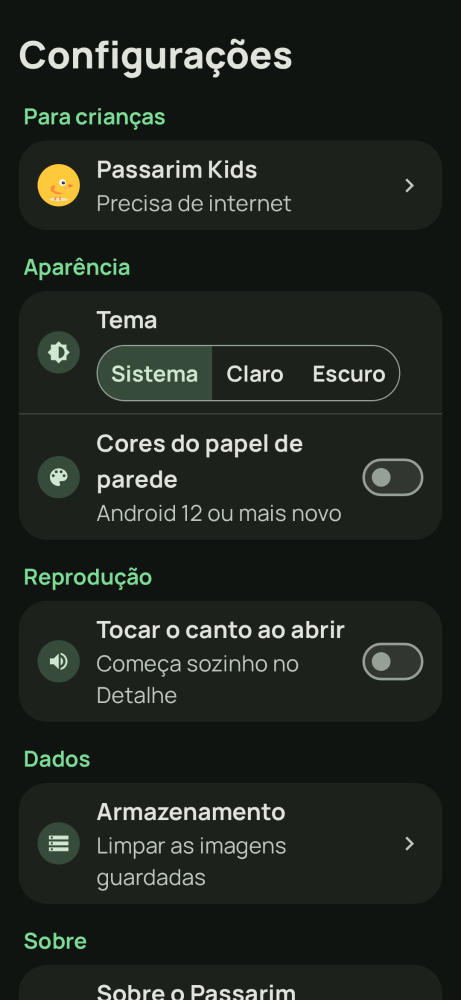 Configurações
Para crianças
Passarim Kids
Precisa de internet
Aparência
Tema
Sistema
Claro
Escuro
Cores do papel de
parede
Android 12 ou mais novo
Reprodução
Tocar o canto ao abrir
Começa sozinho no
Detalhe
Dados
Armazenamento
Limpar as imagens
guardadas
Sobre
Sobre o Passarim